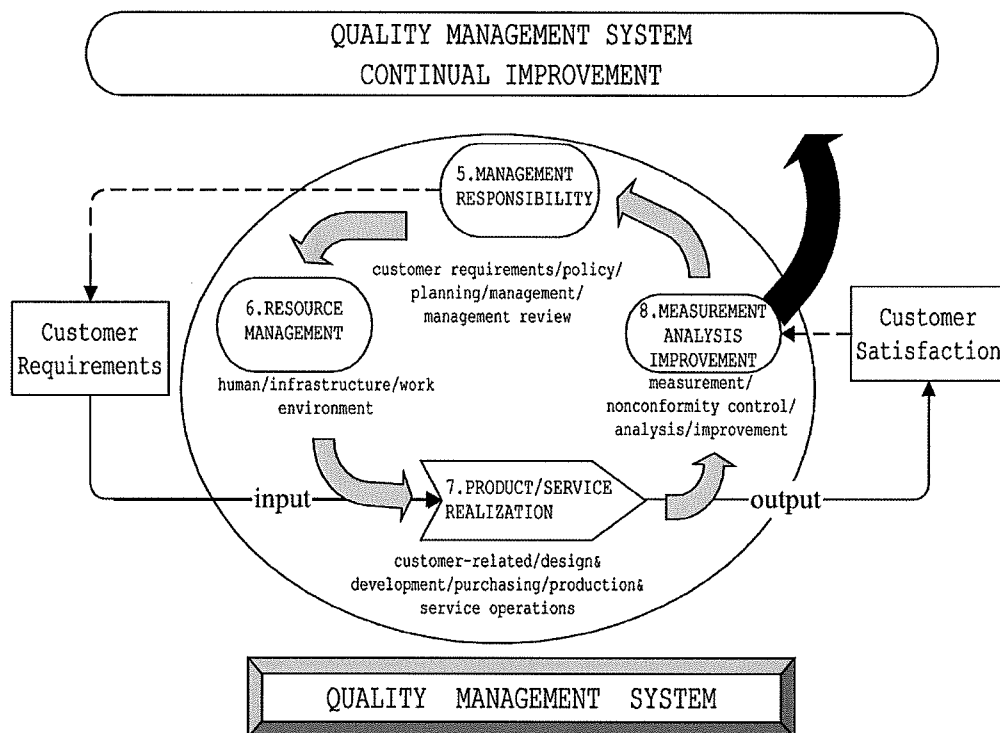 QUALITY MANAGEMENT SYSTEM
CONTINUAL IMPROVEMENT
5.MANAGEMENT
RESPONSIBILITY
customer requirements/policy/
planning/management/
management review
6.RESOURCE
MANAGEMENT
human/infrastructure/work
environment
8.MEASUREMENT
ANALYSIS
IMPROVEMENT
measurement/
nonconformity control/
analysis/improvement
Customer
Requirements
Customer
Satisfaction
input
7.PRODUCT/SERVICE
REALIZATION
output
customer-related/design&
development/purchasing/production&
service operations
QUALITY MANAGEMENT SYSTEM